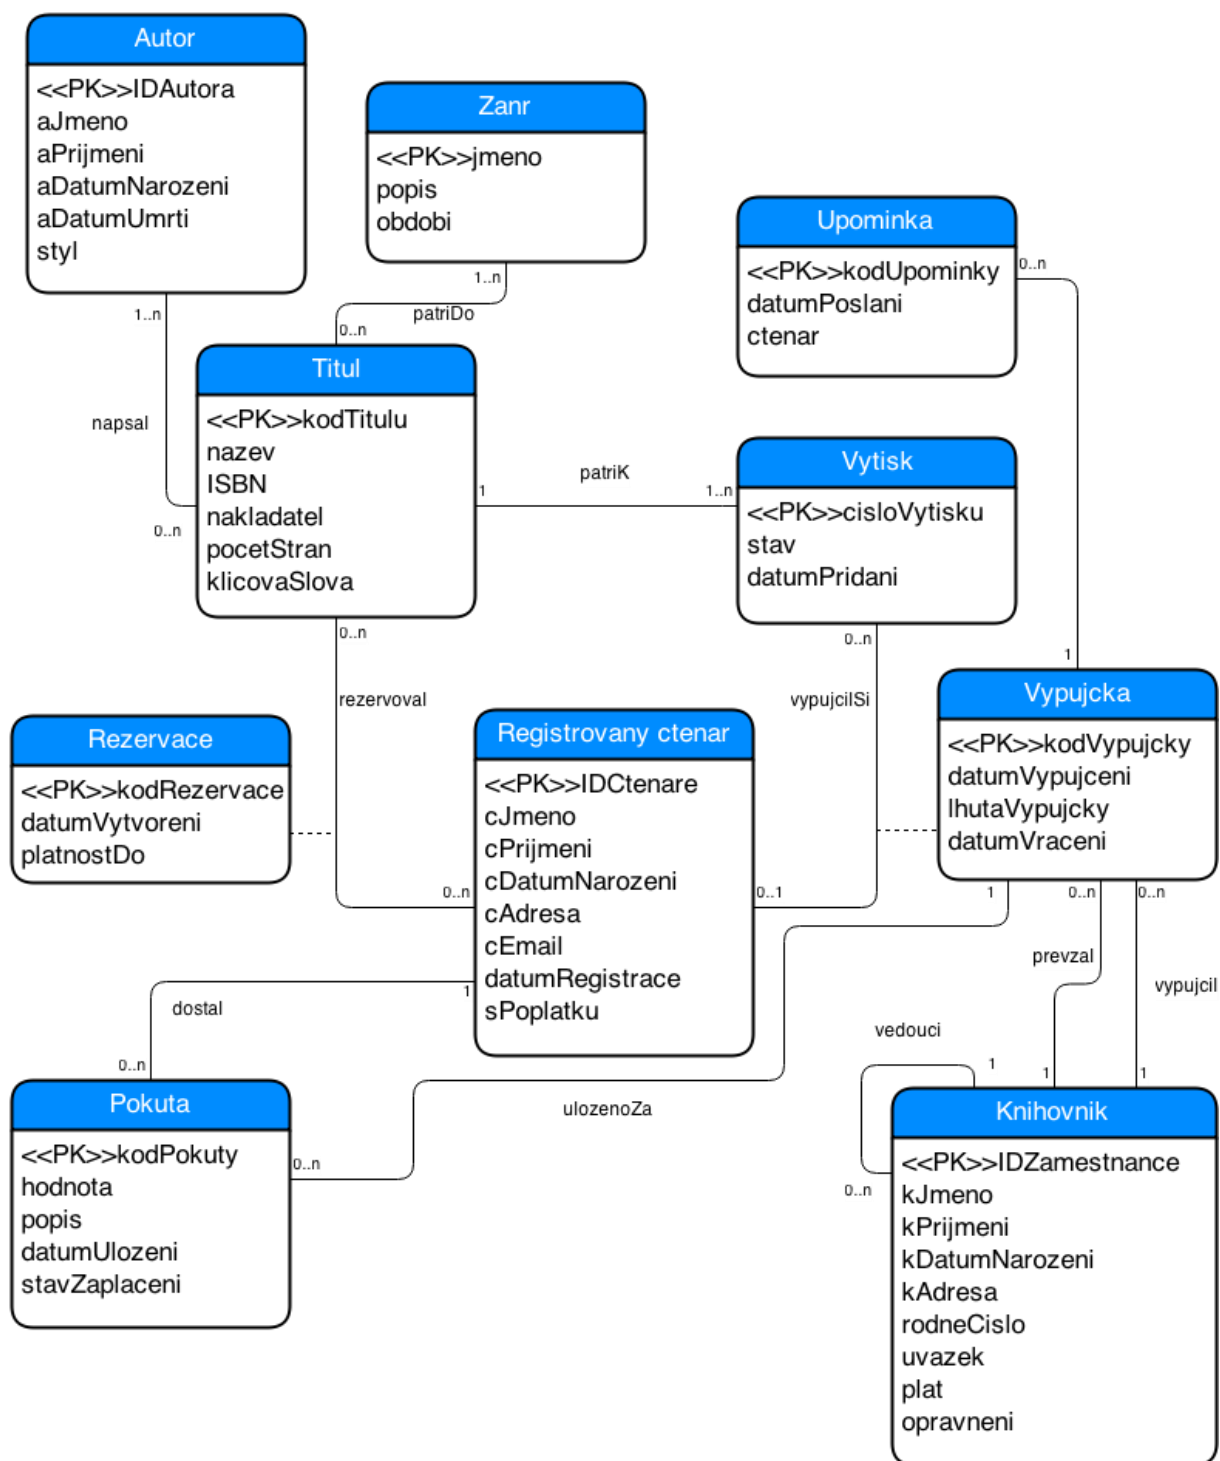 Autor
<<PK>>IDAutora
aJmeno
aPrijmeni
aDatumNarozeni
aDatumUmrti
styl
Zanr
<<PK>>jmeno
popis
obdobi
Upominka
<<PK>>kodUpominky
datumPoslani
ctenar
0..n
1..n
1..n
patriDo
0..n
napsal
0..n
Titul
<<PK>>kodTitulu
nazev
ISBN
nakladatel
pocetStran
klicovaSlova
patriK
1
1..n
Vytisk
<<PK>>cisloVytisku
stav
datumPridani
0..n
0..n
1
rezervoval
vypujcilSi
Rezervace
<<PK>>kodRezervace
datumVytvoreni
platnostDo
Registrovany ctenar
<<PK>>IDCtenare
cJmeno
cPrijmeni
cDatumNarozeni
cAdresa
cEmail
datumRegistrace
sPoplatku
Vypujcka
<<PK>>kodVypujcky
datumVypujceni
lhutaVypujcky
datumVraceni
0..n
0..1
1
0..n
0..n
prevzal
vypujcil
1
dostal
0..n
vedouci
1
1
1
0..n
ulozenoZa
0..n
Pokuta
<<PK>>kodPokuty
hodnota
popis
datumUlozeni
stavZaplaceni
Knihovnik
<<PK>>IDZamestnance
kJmeno
kPrijmeni
kDatumNarozeni
kAdresa
rodneCislo
uvazek
plat
opravneni